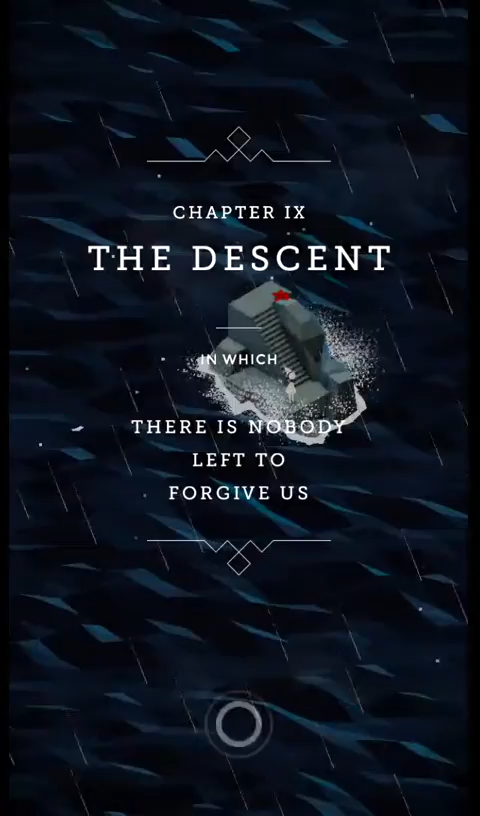 CHAPTER IX
THE DESCENT
IN WHICH
THERE IS NOBODY
LEFT TO
FORGIVE US